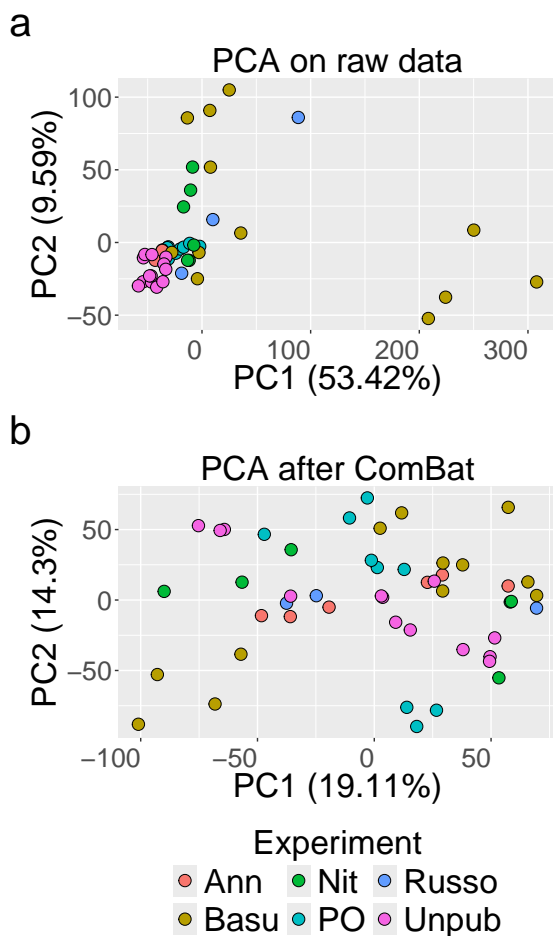 a
PCA on raw data
PC2 (9.59%)
100
50
0
−50
0
100
200
300
PC1 (53.42%)
b
PCA after ComBat
PC2 (14.3%)
50
0
−50
−100
−50
0
50
PC1 (19.11%)
Experiment
Ann
Nit
Russo
Basu
PO
Unpub